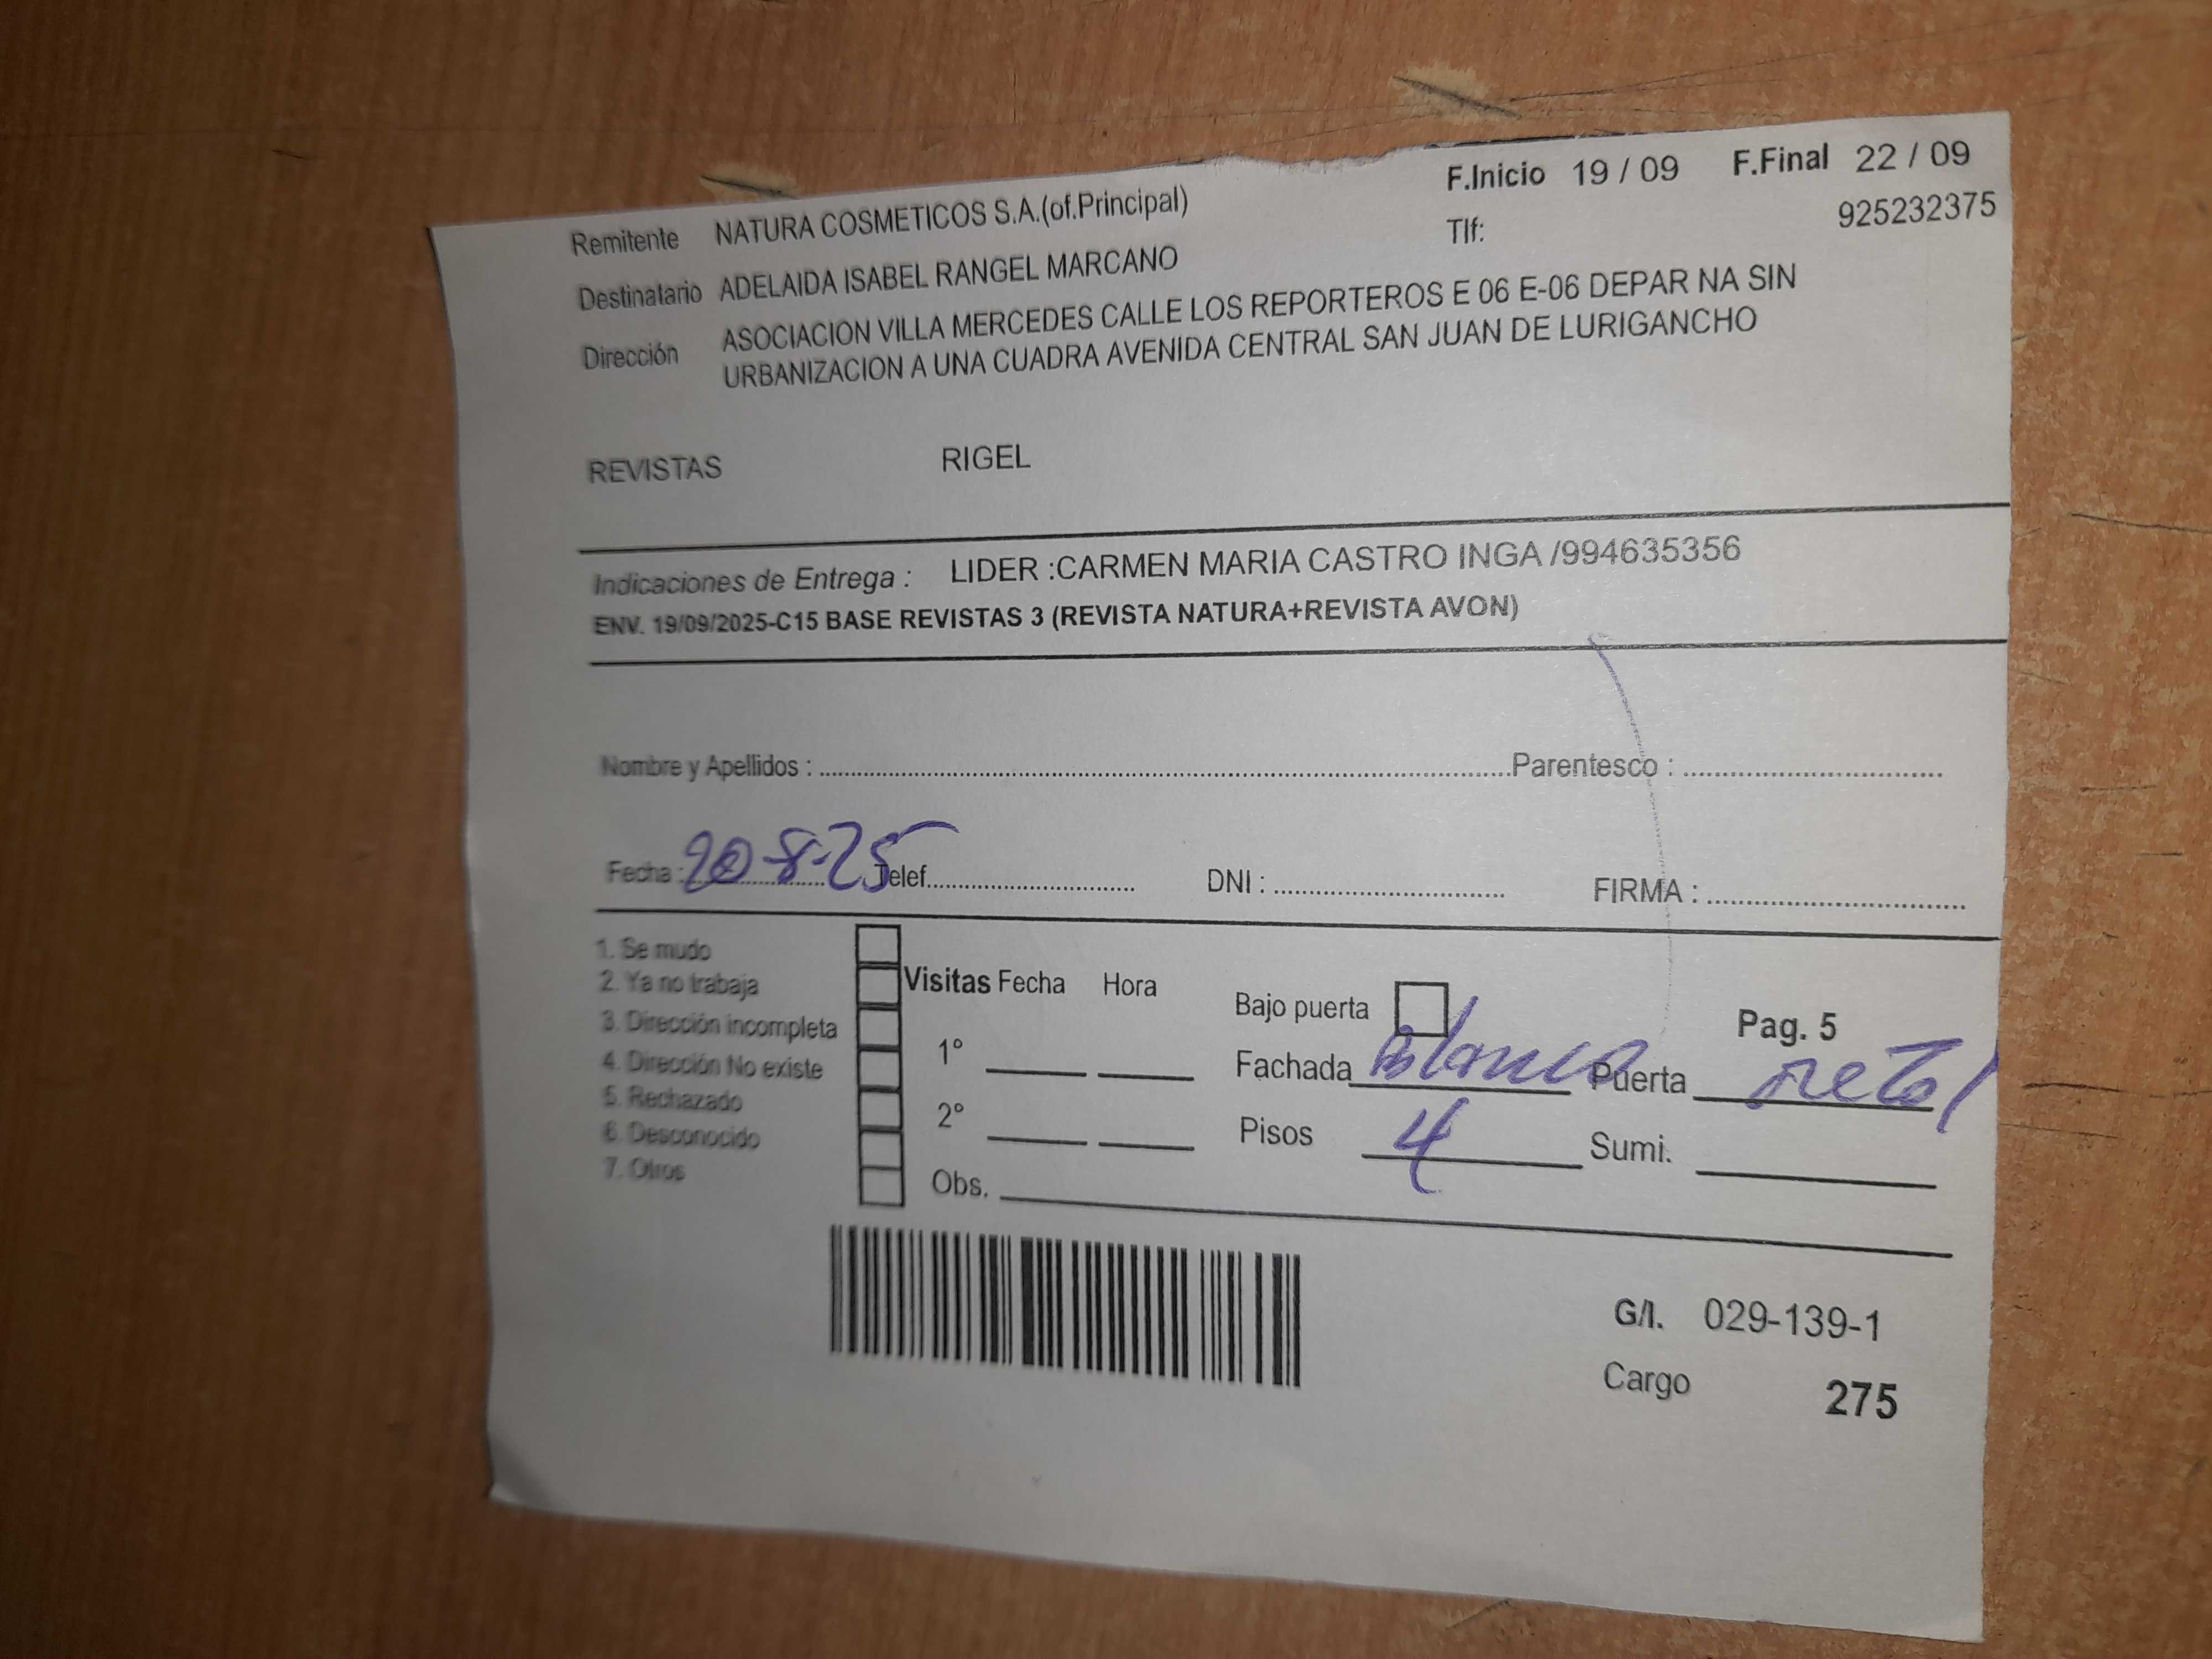 F.Inicio 19 / 09 F.Final 22 / 09
Remitente NATURA COSMETICOS S.A.(of.Principal) Tlf: 925232375
Destinatario ADELAIDA ISABEL RANGEL MARCANO
Dirección ASOCIACION VILLA MERCEDES CALLE LOS REPORTEROS E 06 E-06 DEPAR NA SIN
URBANIZACION A UNA CUADRA AVENIDA CENTRAL SAN JUAN DE LURIGANCHO
REVISTAS RIGEL
Indicaciones de Entrega : LIDER :CARMEN MARIA CASTRO INGA /994635356
ENV. 19/09/2025-C15 BASE REVISTAS 3 (REVISTA NATURA+REVISTA AVON)
Nombre y Apellidos : Parentesco :
Fecha : 20-8-25 Telef. DNI : FIRMA :
1. Se mudo
2. Ya no trabaja
3. Dirección incompleta
4. Dirección No existe
5. Rechazado
6. Desconocido
7. Otros
Visitas Fecha Hora
1°
2°
Obs.
Bajo puerta Pag. 5
Fachada Blanca Puerta metal
Pisos 4 Sumi.
G/I. 029-139-1
Cargo 275